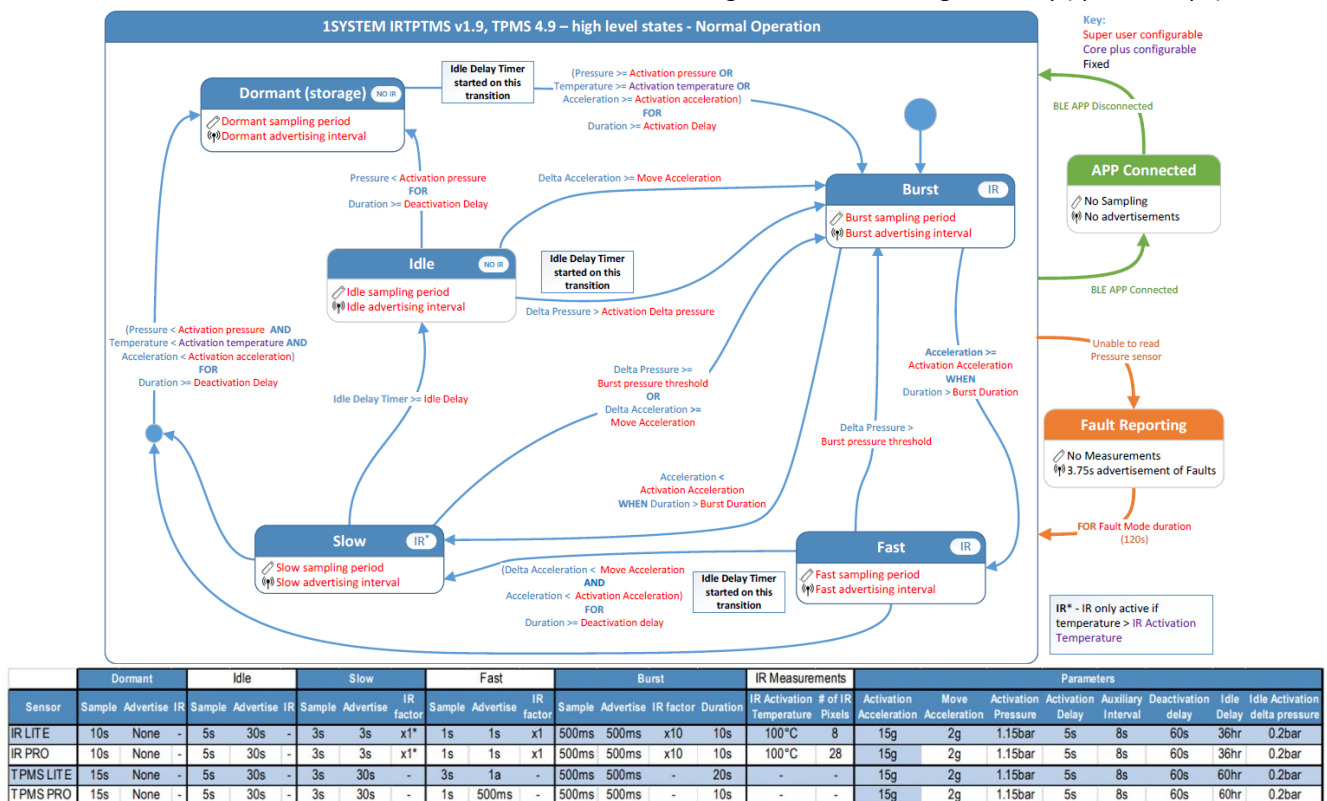 1SYSTEM IRTPTMS v1.9, TPMS 4.9 – high level states - Normal Operation
Key:
Super user configurable
Core plus configurable
Fixed
Dormant (storage) NO IR
Dormant sampling period
Dormant advertising interval
Idle Delay Timer
started on this
transition
(Pressure >= Activation pressure OR
Temperature >= Activation temperature OR
Acceleration >= Activation acceleration)
FOR
Duration >= Activation Delay
BLE APP Disconnected
APP Connected
No Sampling
No advertisements
BLE APP Connected
Pressure < Activation pressure
FOR
Duration >= Deactivation Delay
Delta Acceleration >= Move Acceleration
Burst IR
Burst sampling period
Burst advertising interval
Idle NO IR
Idle sampling period
Idle advertising interval
Idle Delay Timer
started on this
transition
Delta Pressure > Activation Delta pressure
(Pressure < Activation pressure AND
Temperature < Activation temperature AND
Acceleration < Activation acceleration)
FOR
Duration >= Deactivation Delay
Idle Delay Timer >= Idle Delay
Delta Pressure >=
Burst pressure threshold
OR
Delta Acceleration >=
Move Acceleration
Acceleration >=
Activation Acceleration
WHEN
Duration > Burst Duration
Unable to read
Pressure sensor
Delta Pressure >
Burst pressure threshold
Fault Reporting
No Measurements
3.75s advertisement of Faults
FOR Fault Mode duration
(120s)
Acceleration <
Activation Acceleration
WHEN Duration > Burst Duration
Slow IR*
Slow sampling period
Slow advertising interval
(Delta Acceleration < Move Acceleration
AND
Acceleration < Activation Acceleration)
FOR
Duration >= Deactivation delay
Idle Delay Timer
started on this
transition
Fast IR
Fast sampling period
Fast advertising interval
IR* - IR only active if
temperature > IR Activation
Temperature
Dormant Idle Slow Fast Burst IR Measurements Parameters
Sensor Sample Advertise IR Sample Advertise IR Sample Advertise IR factor Sample Advertise IR factor Sample Advertise IR factor Duration IR Activation Temperature # of IR Pixels Activation Acceleration Move Acceleration Activation Pressure Activation Delay Auxiliary Interval Deactivation delay Idle Delay Idle Activation delta pressure
IR LITE 10s None - 5s 30s - 3s 3s x1* 1s 1s x1 500ms 500ms x10 10s 100°C 8 15g 2g 1.15bar 5s 8s 60s 36hr 0.2bar
IR PRO 10s None - 5s 30s - 3s 3s x1* 1s 1s x1 500ms 500ms x10 10s 100°C 28 15g 2g 1.15bar 5s 8s 60s 36hr 0.2bar
TPMS LITE 15s None - 5s 30s - 3s 30s - 3s 1a - 500ms 500ms - 20s - - 15g 2g 1.15bar 5s 8s 60s 60hr 0.2bar
TPMS PRO 15s None - 5s 30s - 3s 30s - 1s 500ms - 500ms 500ms - 10s - - 15g 2g 1.15bar 5s 8s 60s 60hr 0.2bar